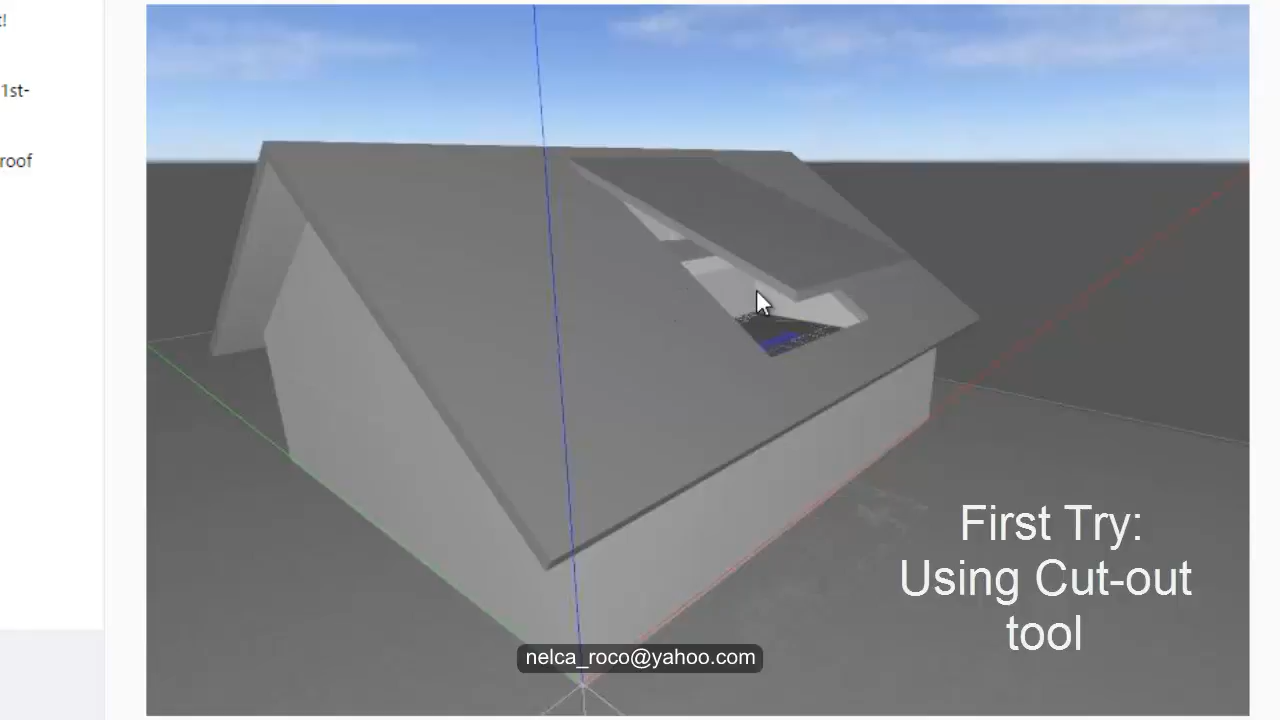 !
1st-
roof
First Try:
Using Cut-out
tool
nelca_roco@yahoo.com